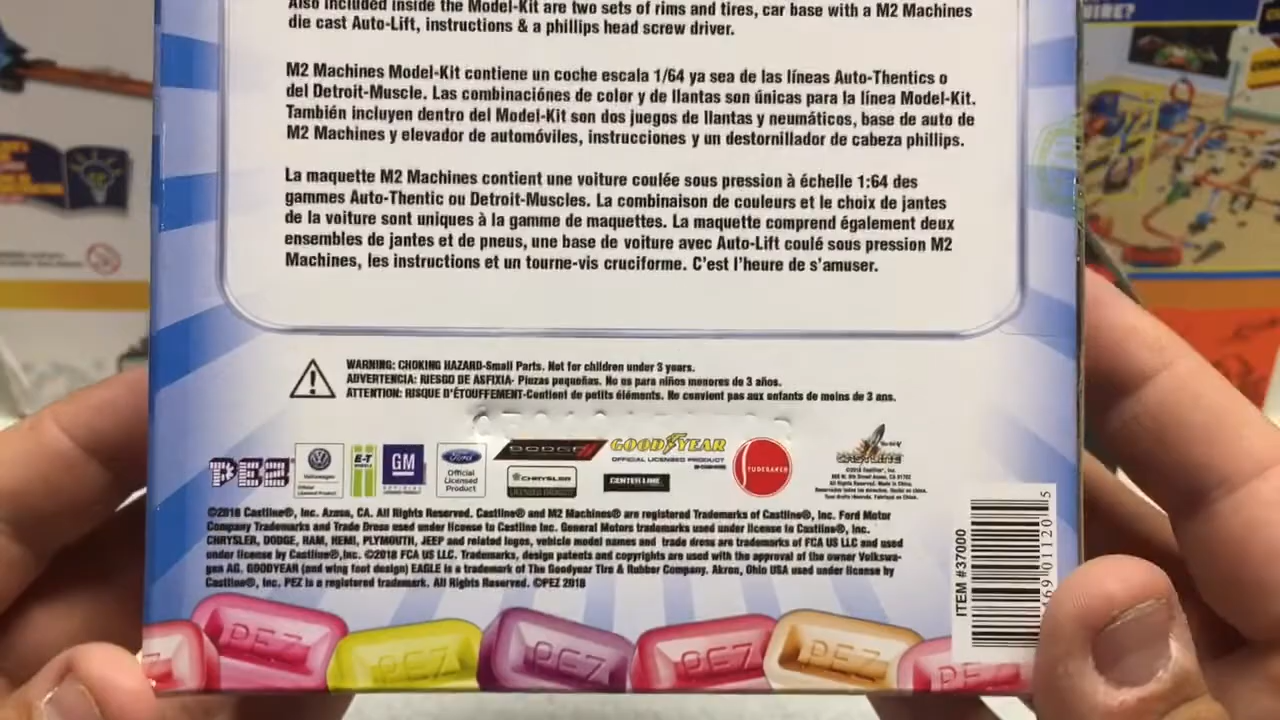 Also included inside the Model-Kit are two sets of rims and tires, car base with a M2 Machines
die cast Auto-Lift, instructions & a phillips head screw driver.
M2 Machines Model-Kit contiene un coche escala 1/64 ya sea de las líneas Auto-Thentics o
del Detroit-Muscle. Las combinaciónes de color y de llantas son únicas para la línea Model-Kit.
También incluyen dentro del Model-Kit son dos juegos de llantas y neumáticos, base de auto de
M2 Machines y elevador de automóviles, instrucciones y un destornillador de cabeza phillips.
La maquette M2 Machines contient une voiture coulée sous pression à échelle 1:64 des
gammes Auto-Thentic ou Detroit-Muscles. La combinaison de couleurs et le choix de jantes
de la voiture sont uniques à la gamme de maquettes. La maquette comprend également deux
ensembles de jantes et de pneus, une base de voiture avec Auto-Lift coulé sous pression M2
Machines, les instructions et un tourne-vis cruciforme. C'est l'heure de s'amuser.
WARNING: CHOKING HAZARD-Small Parts. Not for children under 3 years.
ADVERTENCIA: RIESGO DE ASFIXIA- Piezas pequeñas. No es para niños menores de 3 años.
ATTENTION: RISQUE D'ÉTOUFFEMENT-Contient de petits éléments. Ne convient pas aux enfants de moins de 3 ans.
PEZ
Volkswagen
Official
Licensed Product
E-T
WHEELS
GM
OFFICIAL
Ford
Official
Licensed
Product
DODGE
CHRYSLER
GOODYEAR
OFFICIAL LICENSED PRODUCT
CENTER LINE
STUDEBAKER
CASTLINE
©2018 Castline®, Inc. Azusa, CA. All Rights Reserved. Castline® and M2 Machines® are registered Trademarks of Castline®, Inc. Ford Motor
Company Trademarks and Trade Dress used under license to Castline Inc. General Motors trademarks used under license to Castline®, Inc.
CHRYSLER, DODGE, RAM, HEMI, PLYMOUTH, JEEP and related logos, vehicle model names and trade dress are trademarks of FCA US LLC and used
under license by Castline®,Inc. ©2018 FCA US LLC. Trademarks, design patents and copyrights are used with the approval of the owner Volkswa-
gen AG. GOODYEAR (and wing foot design) EAGLE is a trademark of The Goodyear Tire & Rubber Company. Akron, Ohio USA used under license by
Castline®, Inc. PEZ is a registered trademark. All Rights Reserved. ©PEZ 2018
ITEM #37000
469 01120 5
PEZ
PEZ
PEZ
PEZ
PEZ
PEZ